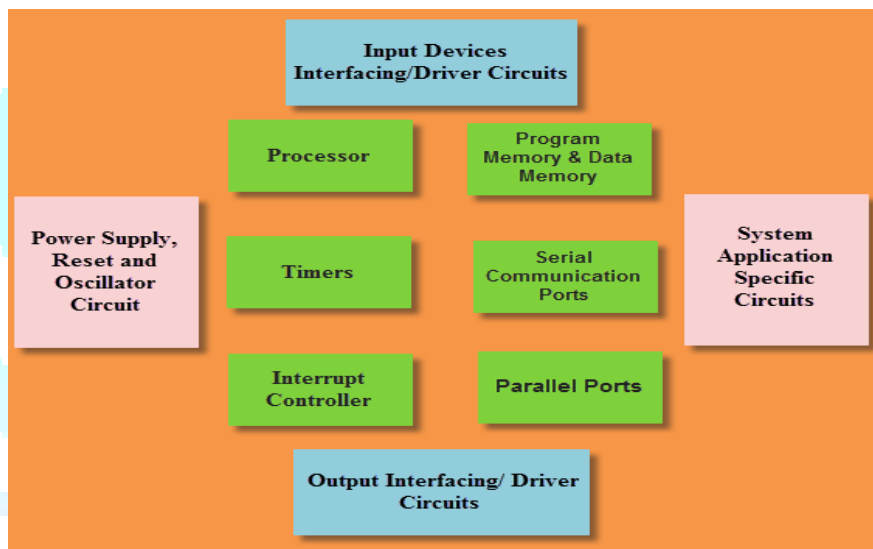 Input Devices
Interfacing/Driver Circuits
Processor
Program
Memory & Data
Memory
Power Supply,
Reset and
Oscillator
Circuit
Timers
Serial
Communication
Ports
System
Application
Specific
Circuits
Interrupt
Controller
Parallel Ports
Output Interfacing/ Driver
Circuits